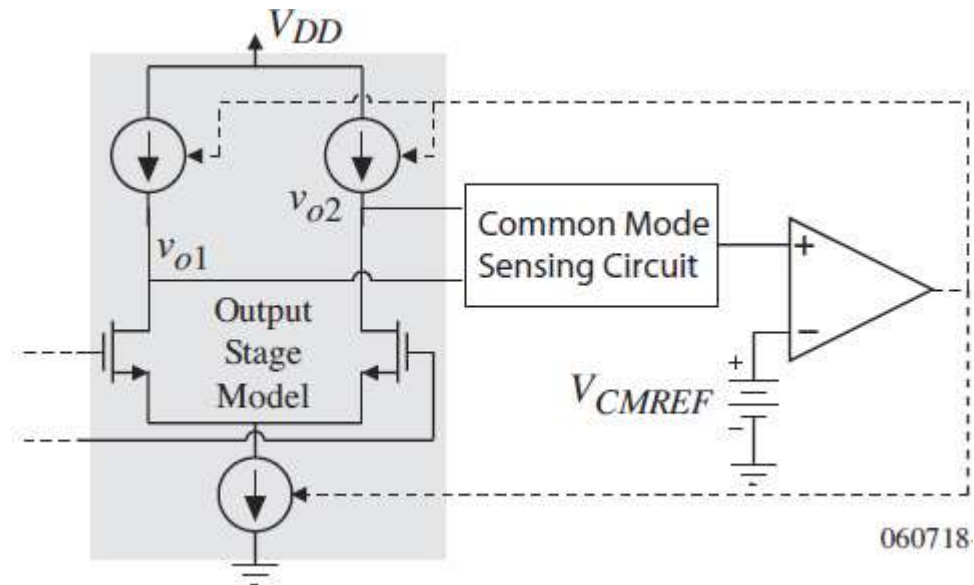 VDD
vo2
vo1
Common Mode
Sensing Circuit
+
−
Output
Stage
Model
VCMREF
+
−
060718-